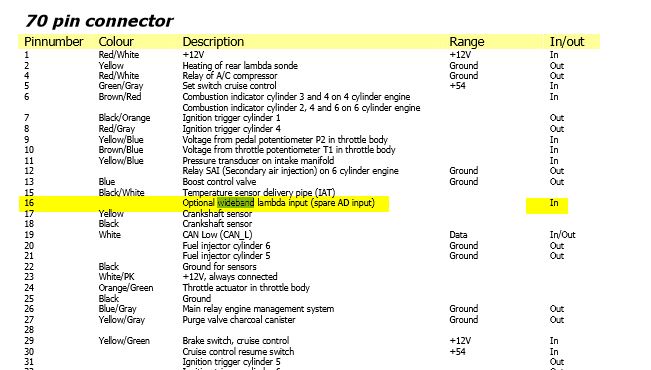 70 pin connector
Pinnumber Colour Description Range In/out
1 Red/White +12V +12V In
2 Yellow Heating of rear lambda sonde Ground Out
4 Red/White Relay of A/C compressor Ground Out
5 Green/Gray Set switch cruise control +54 In
6 Brown/Red Combustion indicator cylinder 3 and 4 on 4 cylinder engine In
Combustion indicator cylinder 2, 4 and 6 on 6 cylinder engine
7 Black/Orange Ignition trigger cylinder 1 Out
8 Red/Gray Ignition trigger cylinder 4 Out
9 Yellow/Blue Voltage from pedal potentiometer P2 in throttle body In
10 Brown/Blue Voltage from throttle potentiometer T1 in throttle body In
11 Yellow/Blue Pressure transducer on intake manifold In
12 Relay SAI (Secondary air injection) on 6 cylinder engine Ground Out
13 Blue Boost control valve Ground Out
15 Black/White Temperature sensor delivery pipe (IAT)
16 Optional wideband lambda input (spare AD input) In
17 Yellow Crankshaft sensor
18 Black Crankshaft sensor
19 White CAN Low (CAN_L) Data In/Out
20 Fuel injector cylinder 6 Ground Out
21 Fuel injector cylinder 5 Ground Out
22 Black Ground for sensors
23 White/PK +12V, always connected
24 Orange/Green Throttle actuator in throttle body
25 Black Ground
26 Blue/Gray Main relay engine management system Ground Out
27 Yellow/Gray Purge valve charcoal canister Ground Out
28
29 Yellow/Green Brake switch, cruise control +12V In
30 Cruise control resume switch +54 In
31 Ignition trigger cylinder 5 Out